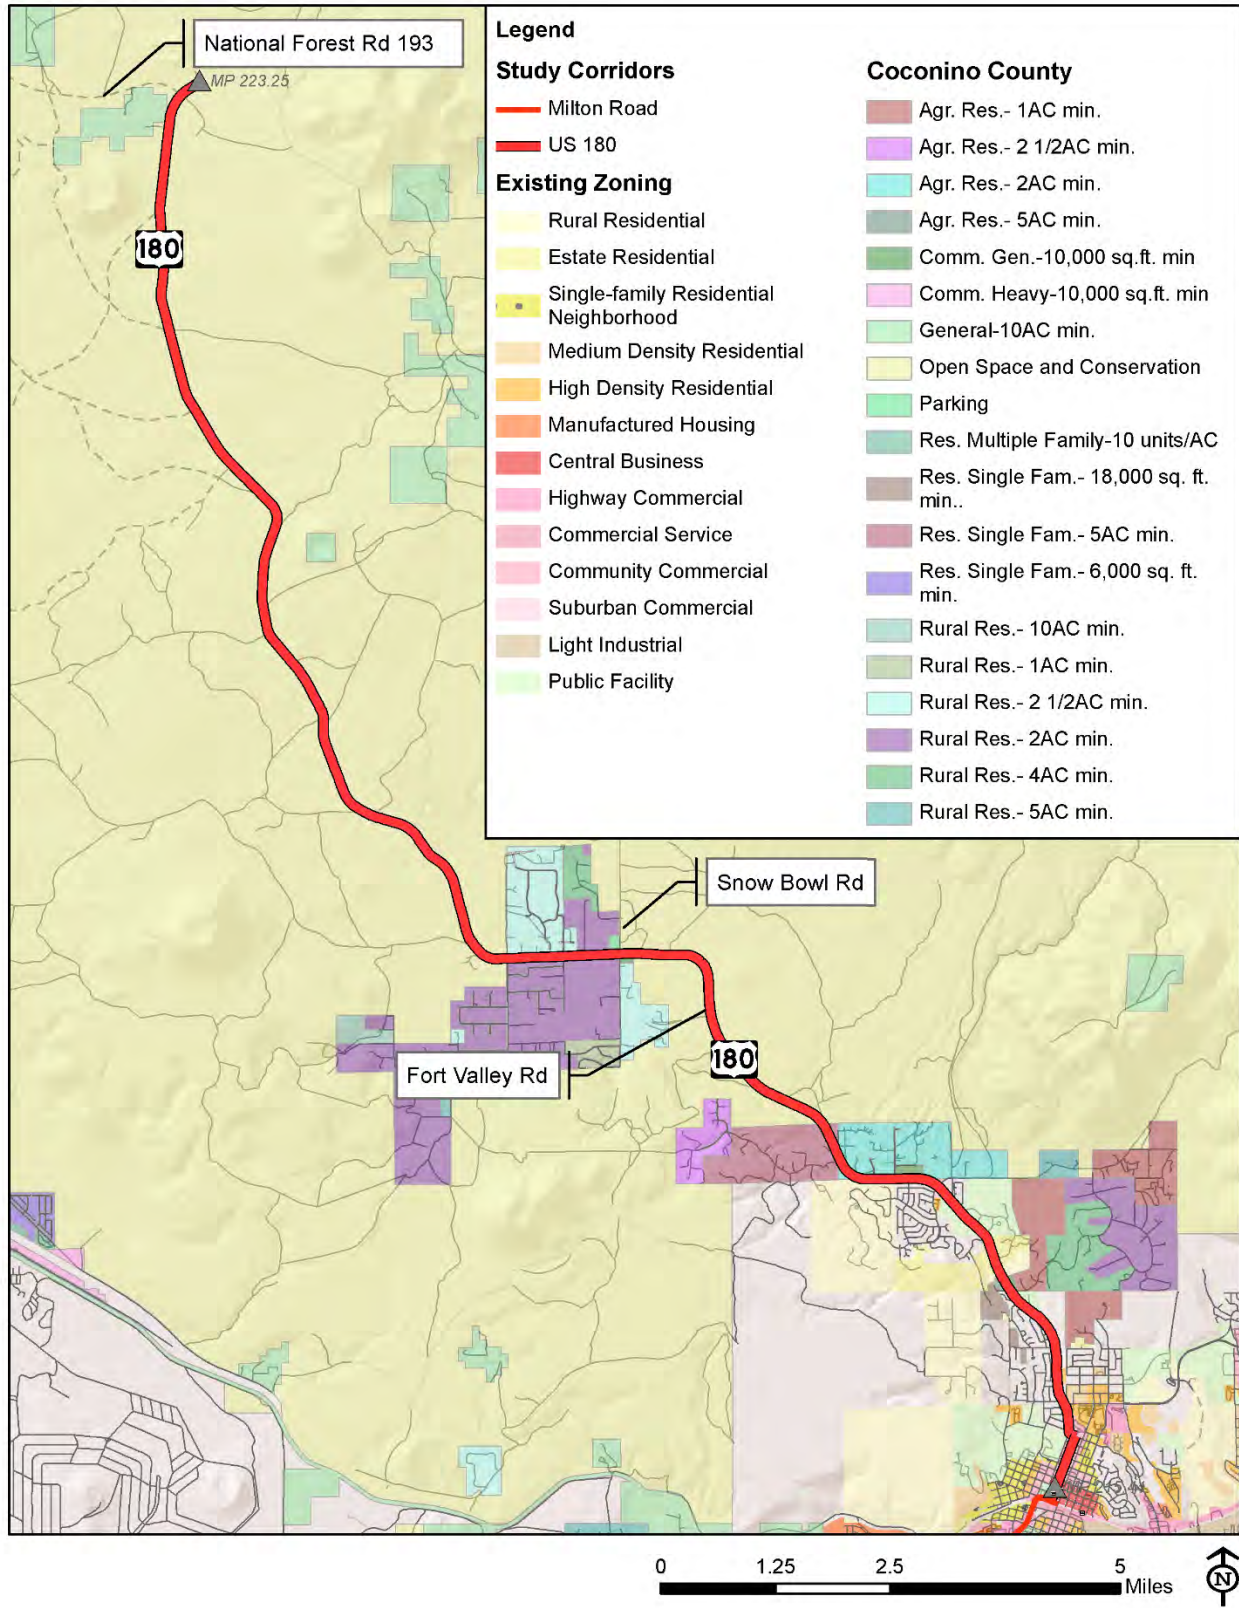 National Forest Rd 193
MP 223.25
180
Legend
Study Corridors
Milton Road
US 180
Existing Zoning
Rural Residential
Estate Residential
Single-family Residential
Neighborhood
Medium Density Residential
High Density Residential
Manufactured Housing
Central Business
Highway Commercial
Commercial Service
Community Commercial
Suburban Commercial
Light Industrial
Public Facility
Coconino County
Agr. Res.- 1AC min.
Agr. Res.- 2 1/2AC min.
Agr. Res.- 2AC min.
Agr. Res.- 5AC min.
Comm. Gen.-10,000 sq.ft. min
Comm. Heavy-10,000 sq.ft. min
General-10AC min.
Open Space and Conservation
Parking
Res. Multiple Family-10 units/AC
Res. Single Fam.- 18,000 sq. ft.
min..
Res. Single Fam.- 5AC min.
Res. Single Fam.- 6,000 sq. ft.
min.
Rural Res.- 10AC min.
Rural Res.- 1AC min.
Rural Res.- 2 1/2AC min.
Rural Res.- 2AC min.
Rural Res.- 4AC min.
Rural Res.- 5AC min.
Snow Bowl Rd
Fort Valley Rd
180
0 1.25 2.5 5
Miles
N